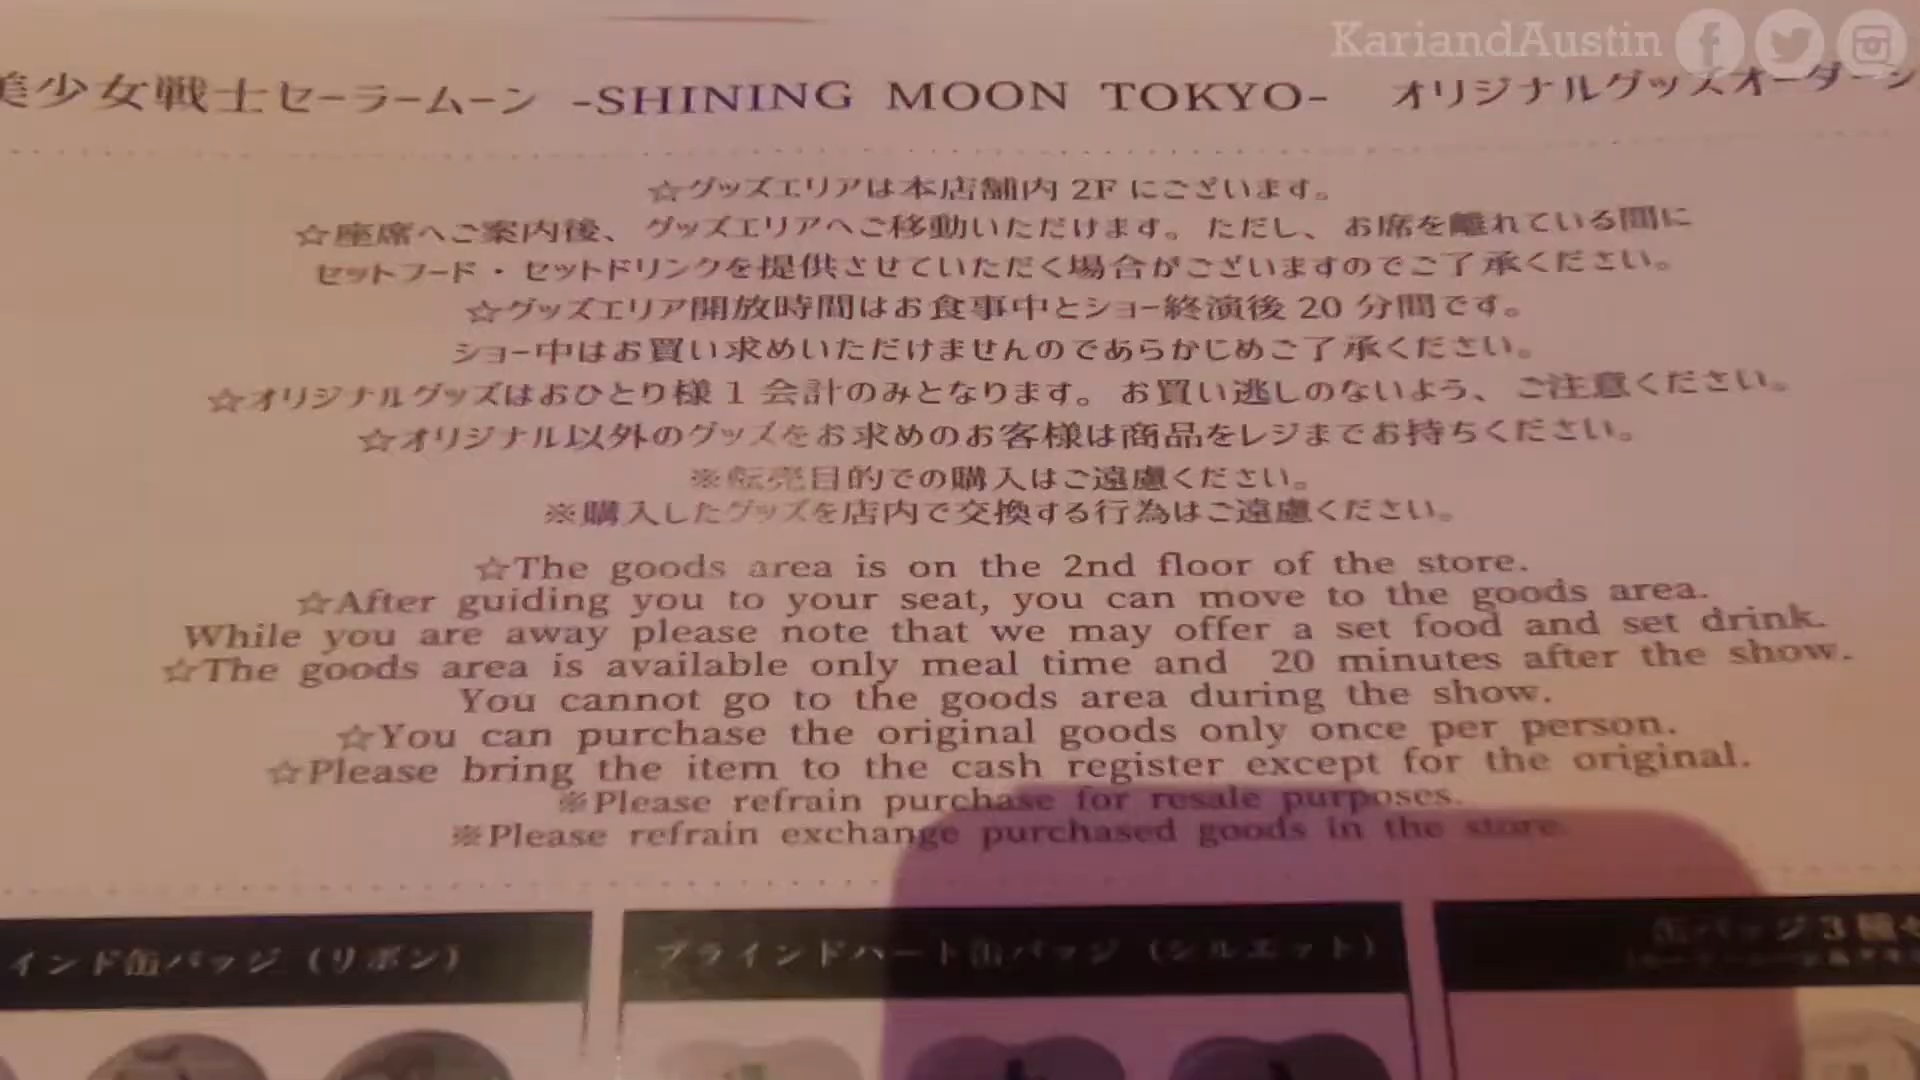 KariandAustin
美少女戦士セーラームーン -SHINING MOON TOKYO- オリジナルグッズオーダーシ
☆グッズエリアは本店舗内 2F にございます。
☆座席へご案内後、グッズエリアへご移動いただけます。ただし、お席を離れている間に
セットフード・セットドリンクを提供させていただく場合がございますのでご了承ください。
☆グッズエリア開放時間はお食事中とショー終演後 20 分間です。
ショー中はお買い求めいただけませんのであらかじめご了承ください。
☆オリジナルグッズはおひとり様 1 会計のみとなります。お買い逃しのないよう、ご注意ください。
☆オリジナル以外のグッズをお求めのお客様は商品をレジまでお持ちください。
※転売目的での購入はご遠慮ください。
※購入したグッズを店内で交換する行為はご遠慮ください。
☆The goods area is on the 2nd floor of the store.
☆After guiding you to your seat, you can move to the goods area.
While you are away please note that we may offer a set food and set drink.
☆The goods area is available only meal time and 20 minutes after the show.
You cannot go to the goods area during the show.
☆You can purchase the original goods only once per person.
☆Please bring the item to the cash register except for the original.
※Please refrain purchase for resale purposes.
※Please refrain exchange purchased goods in the store.
インド缶バッジ（リボン）
ブラインドハート缶バッジ（シルエット）
缶バッジ3種セ